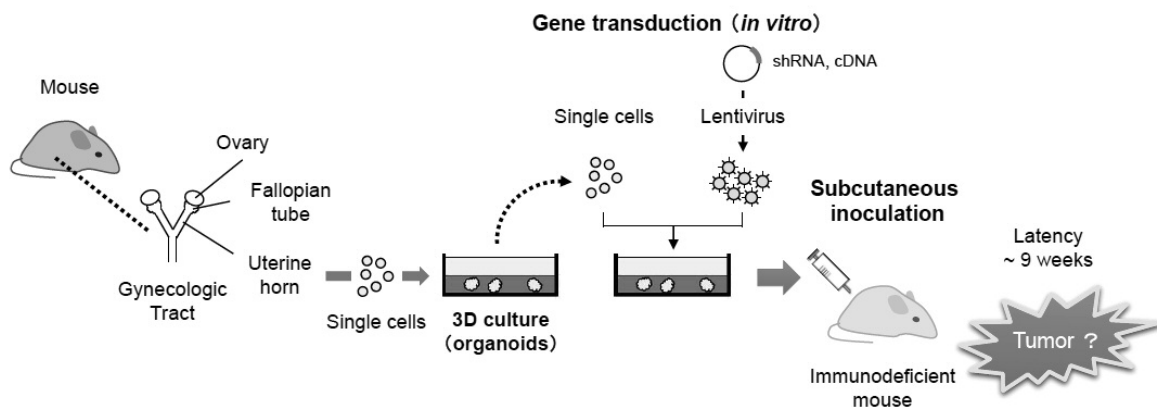 Gene transduction (in vitro)
shRNA, cDNA
Mouse
Single cells
Lentivirus
Ovary
Fallopian
tube
Subcutaneous
inoculation
Latency
~ 9 weeks
Uterine
horn
Gynecologic
Tract
Single cells
3D culture
(organoids)
Tumor ?
Immunodeficient
mouse